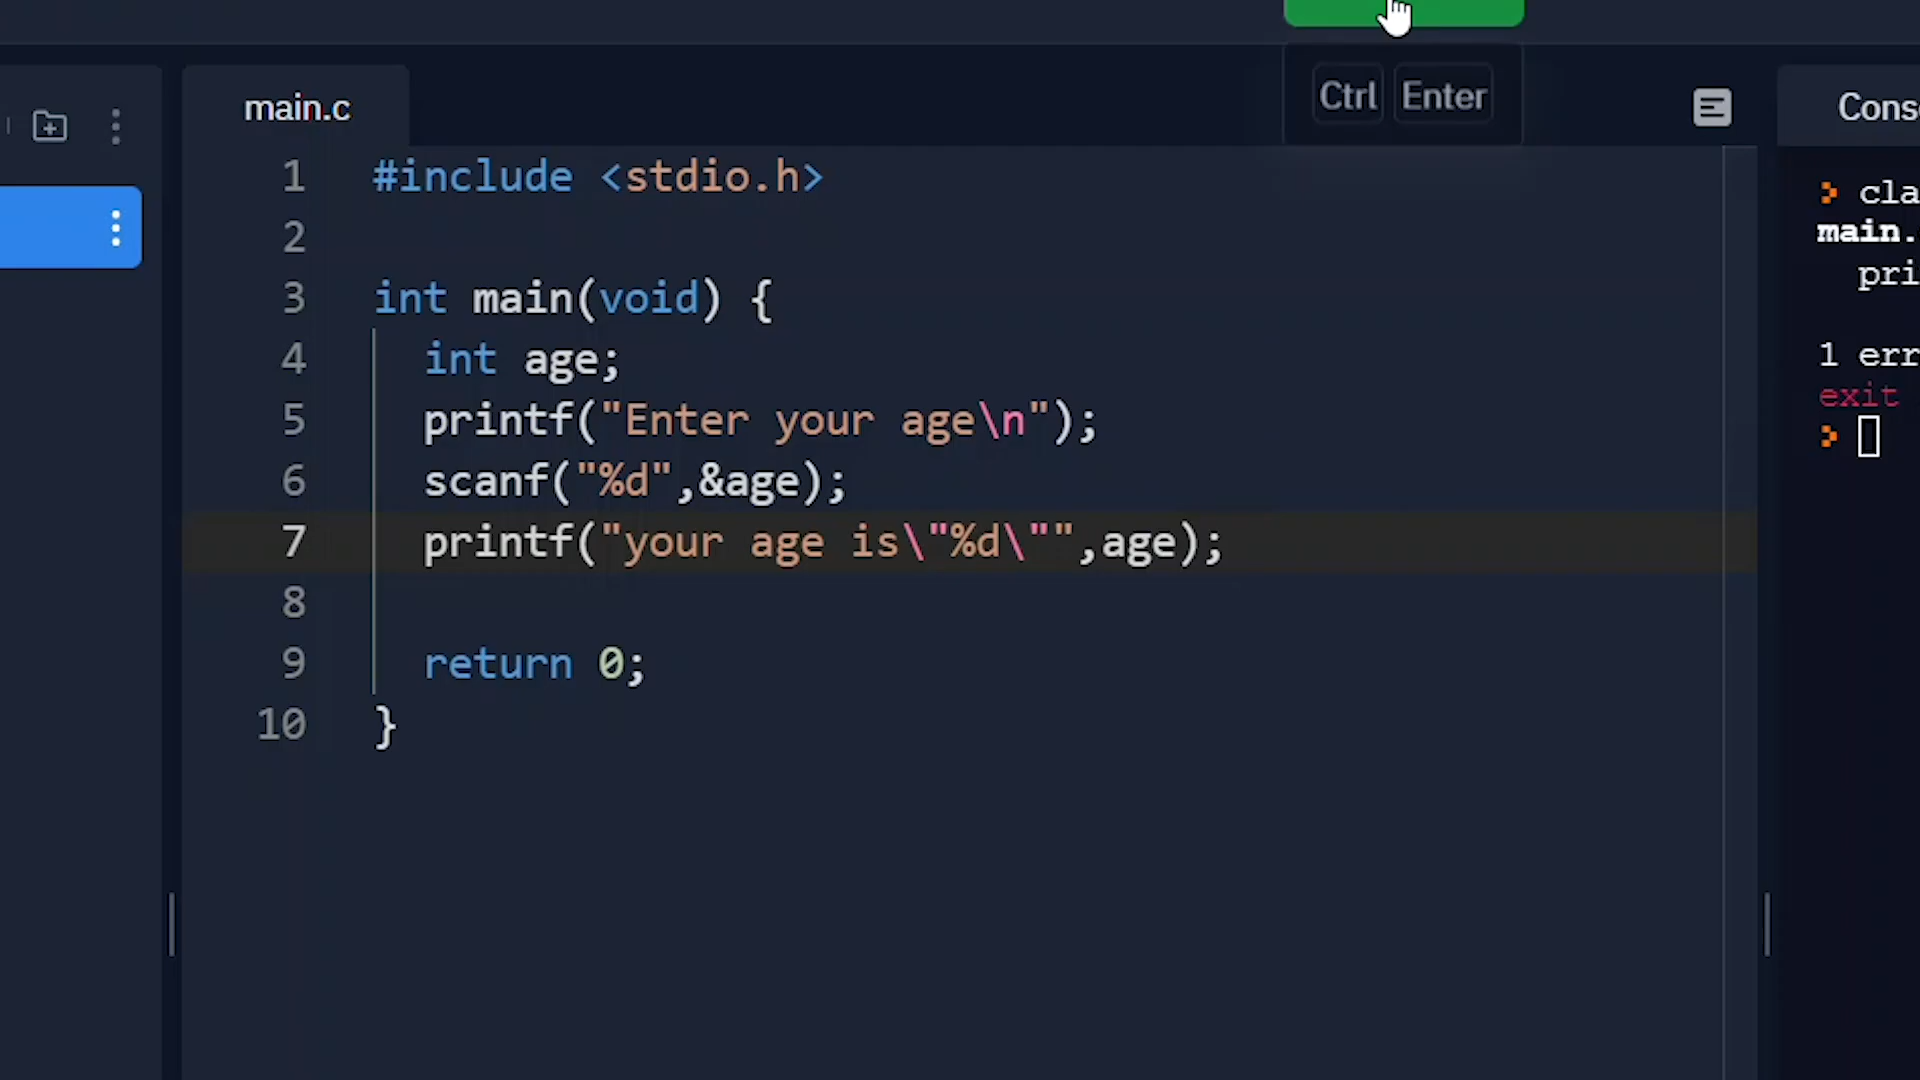 Ctrl Enter
main.c
1 #include <stdio.h>
2
3 int main(void) {
4 int age;
5 printf("Enter your age\n");
6 scanf("%d",&age);
7 printf("your age is\"%d\"",age);
8
9 return 0;
10 }
Conso
> cla
main.
pri
1 err
exit
>